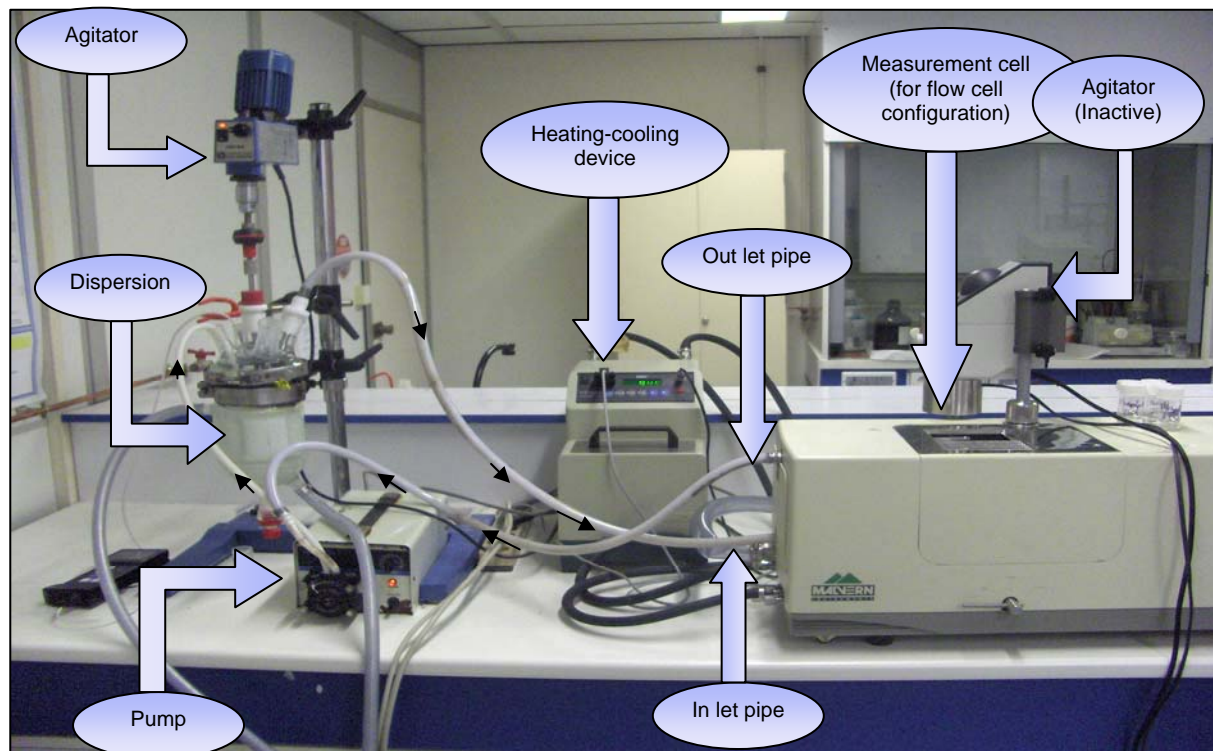 Agitator
Measurement cell
(for flow cell
configuration)
Agitator
(Inactive)
Heating-cooling
device
Out let pipe
Dispersion
MALVERN
Pump
In let pipe